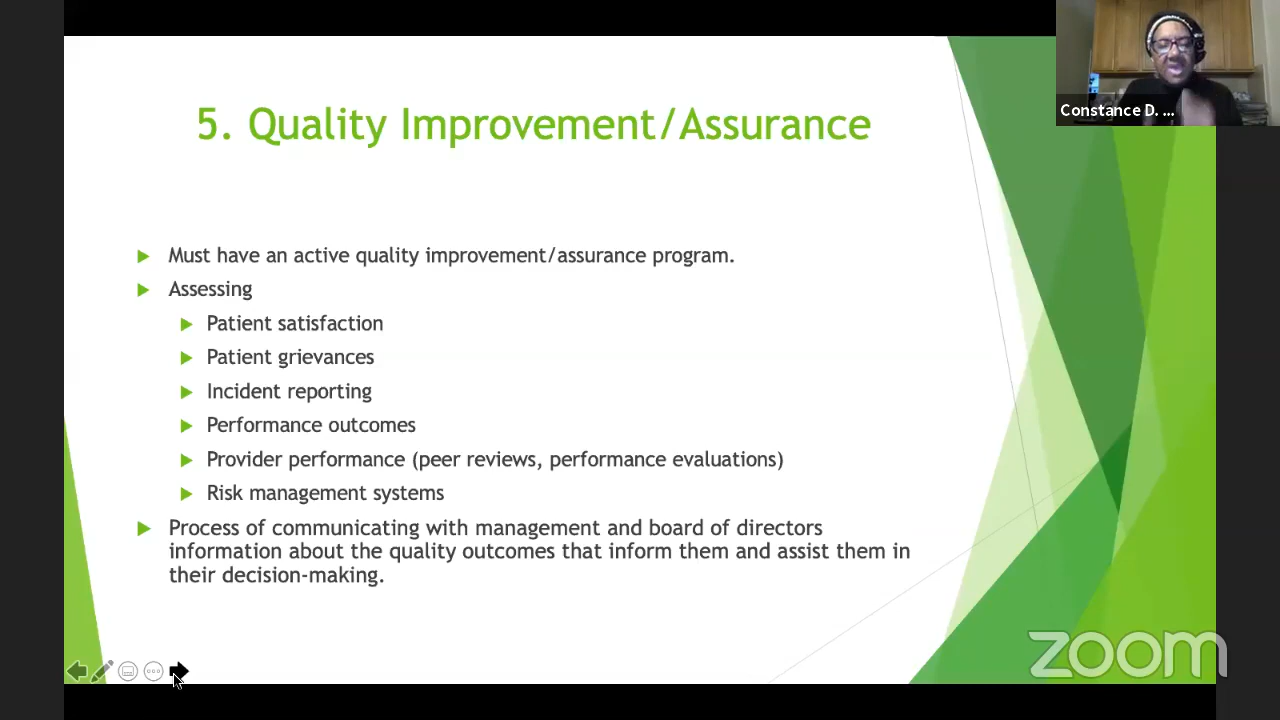 Constance D. ...
5. Quality Improvement/Assurance
Must have an active quality improvement/assurance program.
Assessing
Patient satisfaction
Patient grievances
Incident reporting
Performance outcomes
Provider performance (peer reviews, performance evaluations)
Risk management systems
Process of communicating with management and board of directors
information about the quality outcomes that inform them and assist them in
their decision-making.
zoom